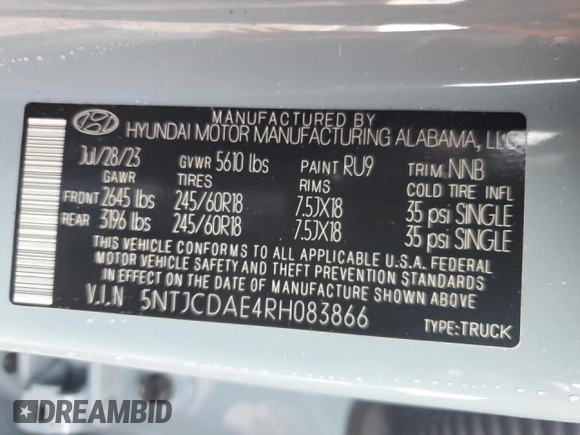 MANUFACTURED BY
HYUNDAI MOTOR MANUFACTURING ALABAMA, LLC
Jul/28/23 GVWR 5610 lbs PAINT RU9 TRIM NNB
GAWR TIRES RIMS COLD TIRE INFL
FRONT 2645 lbs 245/60R18 7.5JX18 35 psi SINGLE
REAR 3196 lbs 245/60R18 7.5JX18 35 psi SINGLE
THIS VEHICLE CONFORMS TO ALL APPLICABLE U.S.A. FEDERAL
MOTOR VEHICLE SAFETY AND THEFT PREVENTION STANDARDS
IN EFFECT ON THE DATE OF MANUFACTURE SHOWN ABOVE.
V.I.N 5NTJCDAE4RH083866
TYPE:TRUCK
DREAMBID